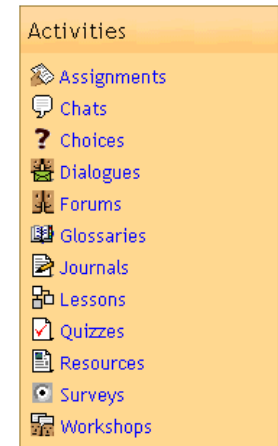 Activities
Assignments
Chats
Choices
Dialogues
Forums
Glossaries
Journals
Lessons
Quizzes
Resources
Surveys
Workshops